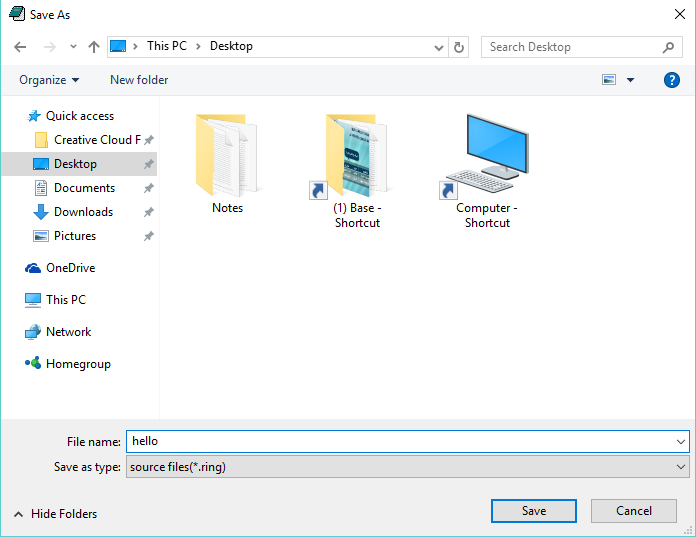 Save As
This PC > Desktop
Search Desktop
Organize
New folder
?
Quick access
Creative Cloud F
Desktop
Documents
Downloads
Pictures
OneDrive
This PC
Network
Homegroup
Notes
(1) Base -
Shortcut
Computer -
Shortcut
File name: hello
Save as type: source files(*.ring)
Hide Folders
Save
Cancel